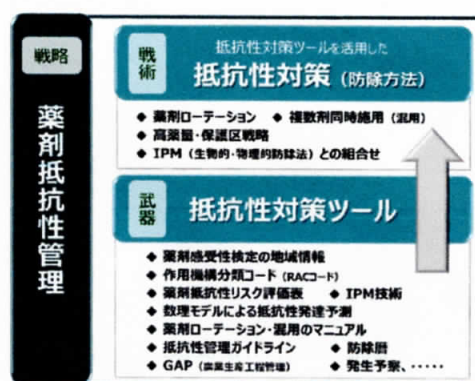 戦略
薬剤抵抗性管理
戦術
抵抗性対策ツールを活用した
抵抗性対策（防除方法）
◆ 薬剤ローテーション ◆ 複数剤同時施用（混用）
◆ 高薬量・保護区戦略
◆ IPM（生物的・物理的防除法）との組合せ
武器
抵抗性対策ツール
◆ 薬剤感受性検定の地域情報
◆ 作用機構分類コード（RACコード）
◆ 薬剤抵抗性リスク評価表 ◆ IPM技術
◆ 数理モデルによる抵抗性発達予測
◆ 薬剤ローテーション・混用のマニュアル
◆ 抵抗性管理ガイドライン ◆ 防除暦
◆ GAP（農業生産工程管理） ◆ 発生予察、・・・・・